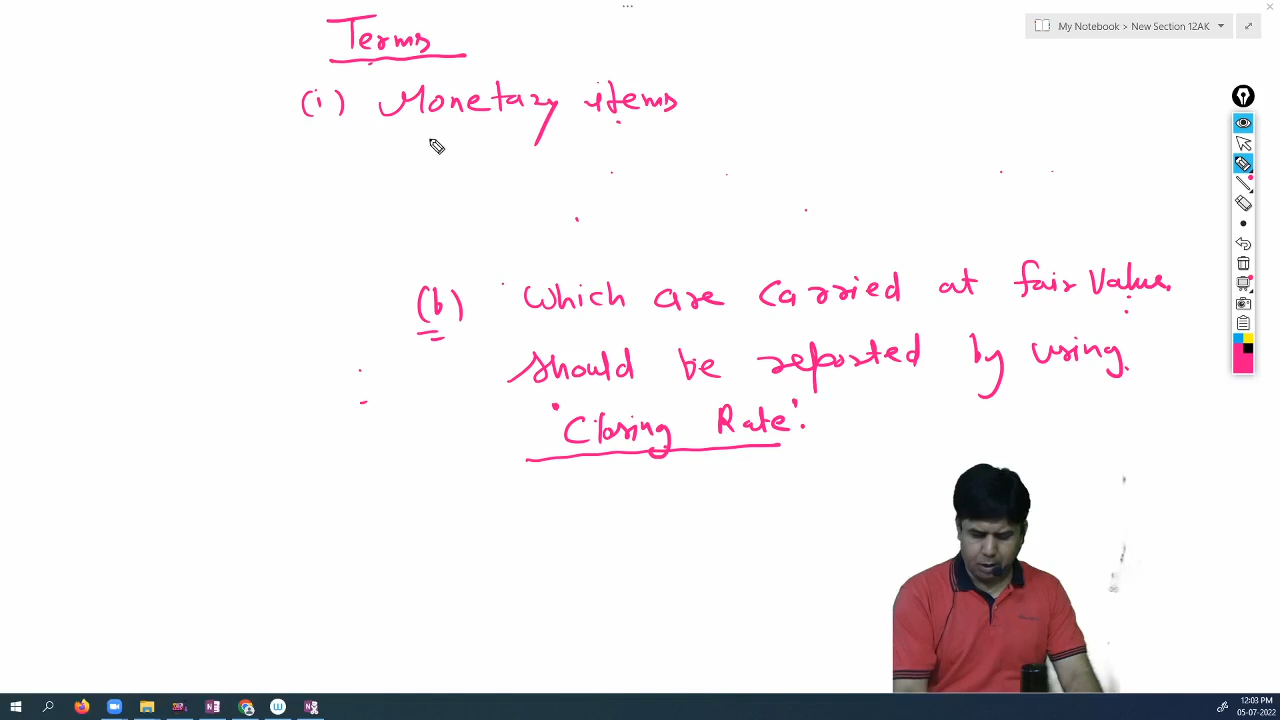 My Notebook > New Section 12AK
Terms
(i) Monetary items
(b) Which are carried at fair value.
should be reported by using.
'Closing Rate'.
12:03 PM
05-07-2022